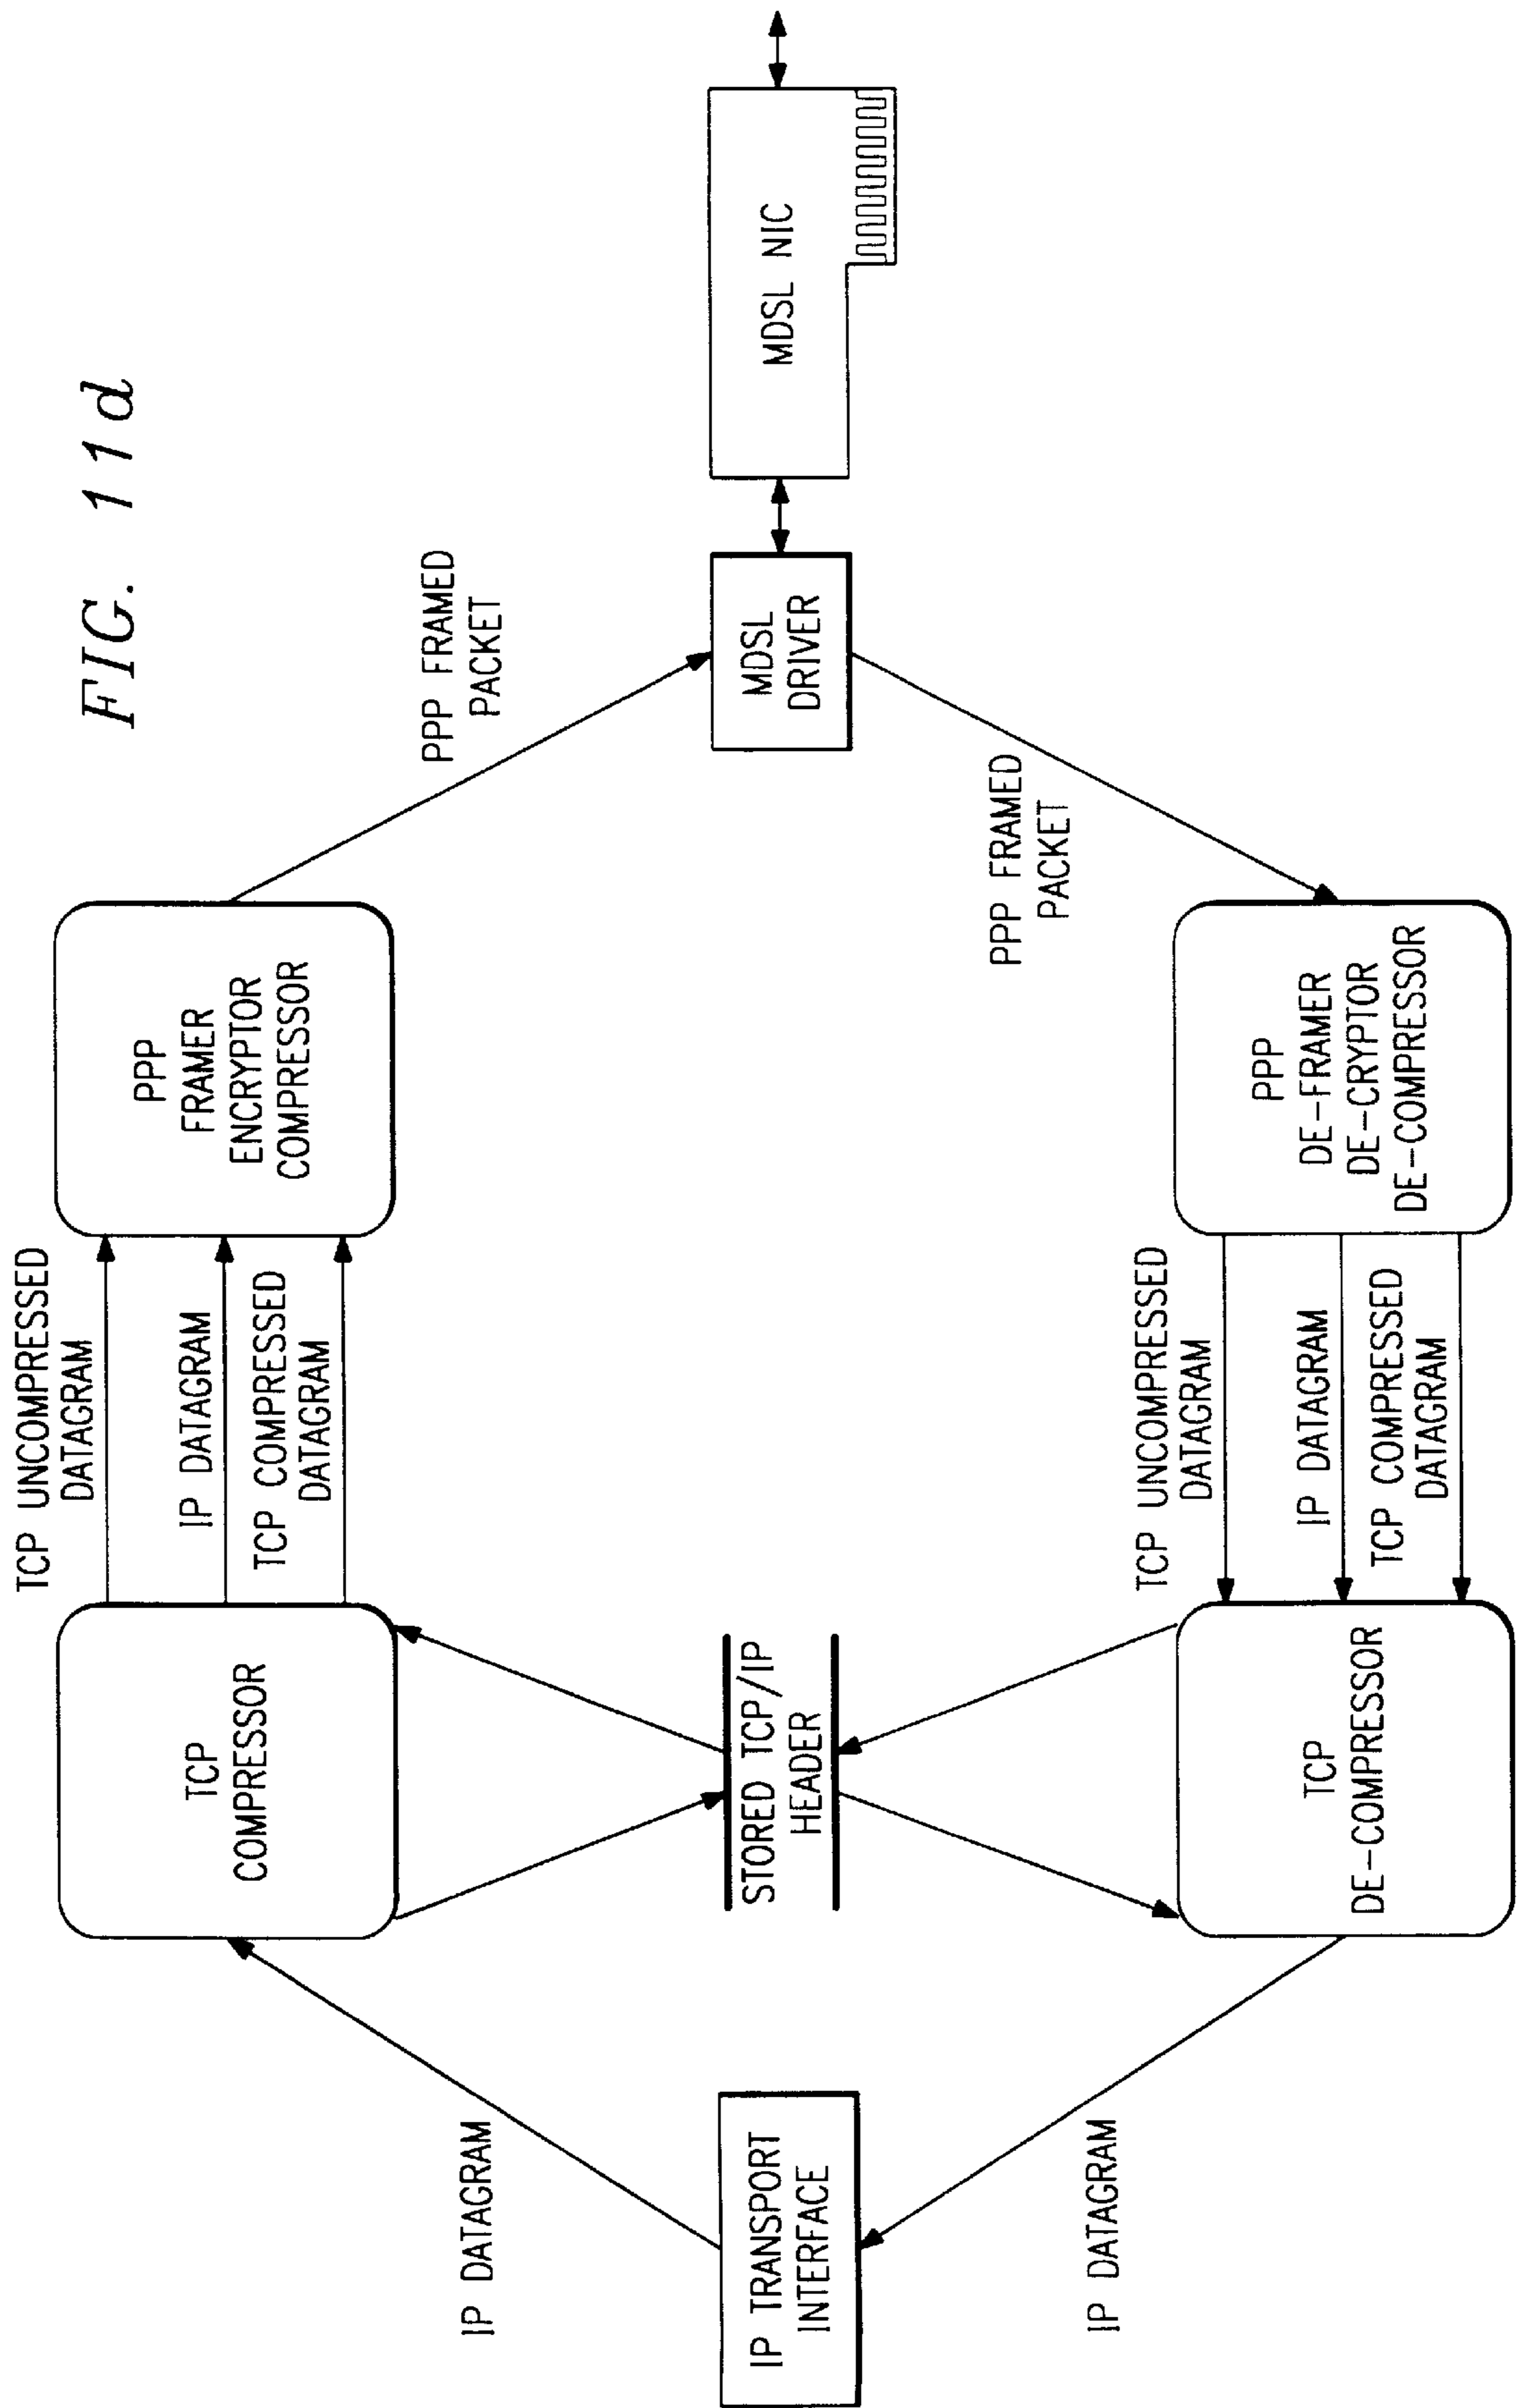 FIG. 11d
TCP UNCOMPRESSED
DATAGRAM
IP DATAGRAM
TCP COMPRESSED
DATAGRAM
TCP
COMPRESSOR
PPP
FRAMER
ENCRYPTOR
COMPRESSOR
IP DATAGRAM
PPP FRAMED
PACKET
IP TRANSPORT
INTERFACE
STORED TCP/IP
HEADER
MDSL
DRIVER
MDSL NIC
IP DATAGRAM
PPP FRAMED
PACKET
TCP UNCOMPRESSED
DATAGRAM
IP DATAGRAM
TCP COMPRESSED
DATAGRAM
TCP
DE-COMPRESSOR
PPP
DE-FRAMER
DE-CRYPTOR
DE-COMPRESSOR